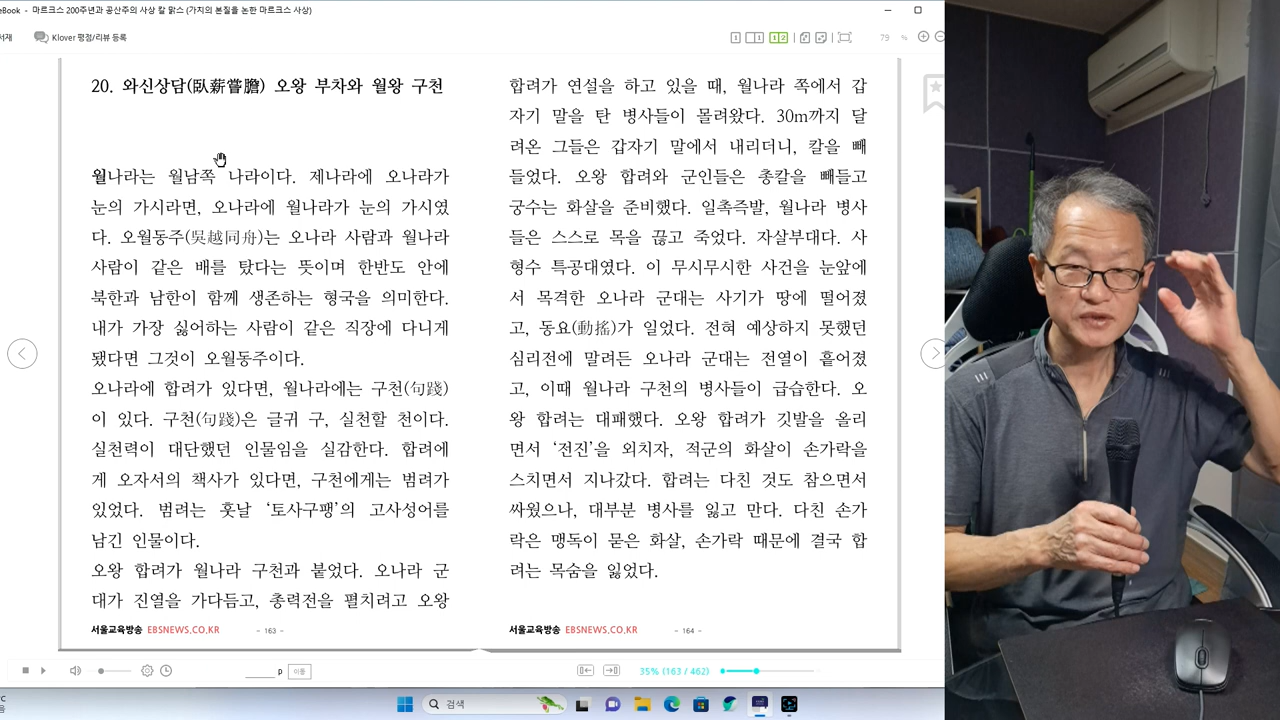 eBook - 마르크스 200주년과 공산주의 사상 칼 맑스 (가치의 본질을 논한 마르크스 사상)
서재 Klover 평점/리뷰 등록
79 %
20. 와신상담(臥薪嘗膽) 오왕 부차와 월왕 구천
월나라는 월남쪽 나라이다. 제나라에 오나라가
눈의 가시라면, 오나라에 월나라가 눈의 가시였
다. 오월동주(吳越同舟)는 오나라 사람과 월나라
사람이 같은 배를 탔다는 뜻이며 한반도 안에
북한과 남한이 함께 생존하는 형국을 의미한다.
내가 가장 싫어하는 사람이 같은 직장에 다니게
됐다면 그것이 오월동주이다.
오나라에 합려가 있다면, 월나라에는 구천(句踐)
이 있다. 구천(句踐)은 글귀 구, 실천할 천이다.
실천력이 대단했던 인물임을 실감한다. 합려에
게 오자서의 책사가 있다면, 구천에게는 범려가
있었다. 범려는 훗날 ‘토사구팽’의 고사성어를
남긴 인물이다.
오왕 합려가 월나라 구천과 붙었다. 오나라 군
대가 진열을 가다듬고, 총력전을 펼치려고 오왕
서울교육방송 EBSNEWS.CO.KR - 163 -
합려가 연설을 하고 있을 때, 월나라 쪽에서 갑
자기 말을 탄 병사들이 몰려왔다. 30m까지 달
려온 그들은 갑자기 말에서 내리더니, 칼을 빼
들었다. 오왕 합려와 군인들은 총칼을 빼들고
궁수는 화살을 준비했다. 일촉즉발, 월나라 병사
들은 스스로 목을 끊고 죽었다. 자살부대다. 사
형수 특공대였다. 이 무시무시한 사건을 눈앞에
서 목격한 오나라 군대는 사기가 땅에 떨어졌
고, 동요(動搖)가 일었다. 전혀 예상하지 못했던
심리전에 말려든 오나라 군대는 전열이 흩어졌
고, 이때 월나라 구천의 병사들이 급습한다. 오
왕 합려는 대패했다. 오왕 합려가 깃발을 올리
면서 ‘전진’을 외치자, 적군의 화살이 손가락을
스치면서 지나갔다. 합려는 다친 것도 참으면서
싸웠으나, 대부분 병사를 잃고 만다. 다친 손가
락은 맹독이 묻은 화살, 손가락 때문에 결국 합
려는 목숨을 잃었다.
서울교육방송 EBSNEWS.CO.KR - 164 -
p 이동
35% (163 / 462)
검색